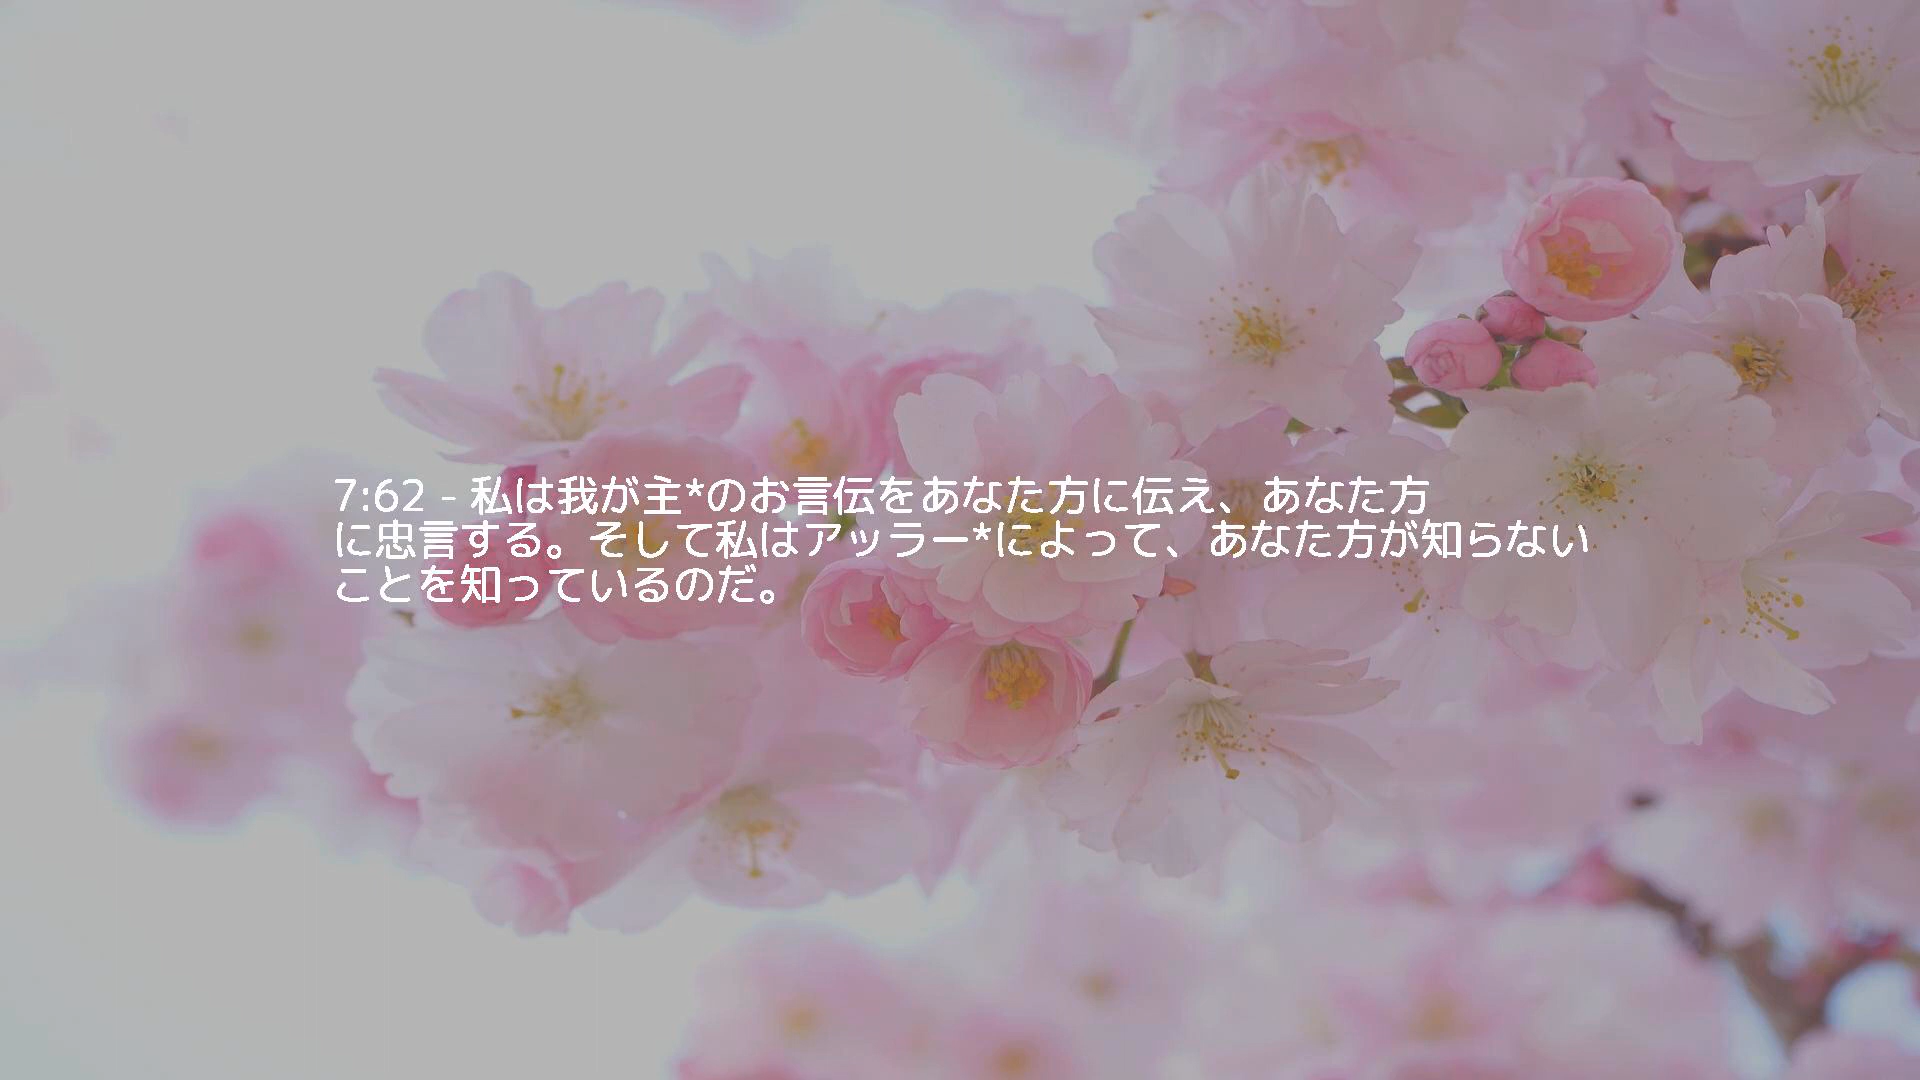 7:62 - 私は我が主*のお言伝をあなた方に伝え、あなた方
に忠言する。そして私はアッラー*によって、あなた方が知らない
ことを知っているのだ。